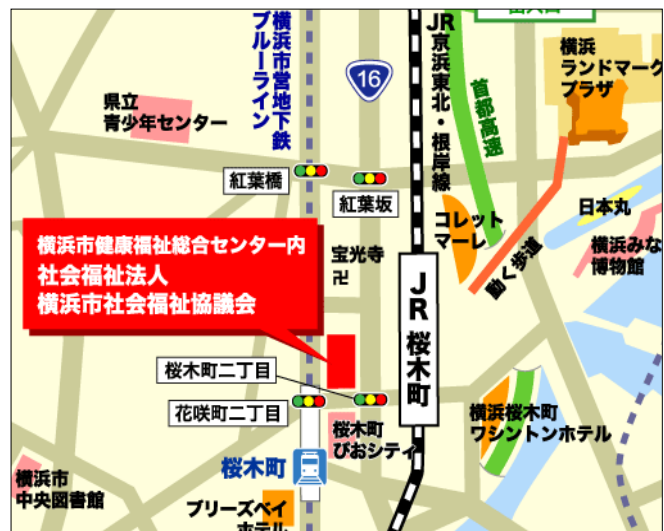 横浜市営地下鉄
ブルーライン
16
JR
京浜東北・根岸線
首都高速
横浜
ランドマーク
プラザ
県立
青少年センター
紅葉橋
紅葉坂
コレット
マーレ
動く歩道
日本丸
横浜みな
博物館
横浜市健康福祉総合センター内
社会福祉法人
横浜市社会福祉協議会
宝光寺
卍
JR 桜木町
桜木町二丁目
花咲町二丁目
桜木町
ぴおシティ
横浜桜木町
ワシントンホテル
桜木町
横浜市
中央図書館
ブリーズベイ
ホテル